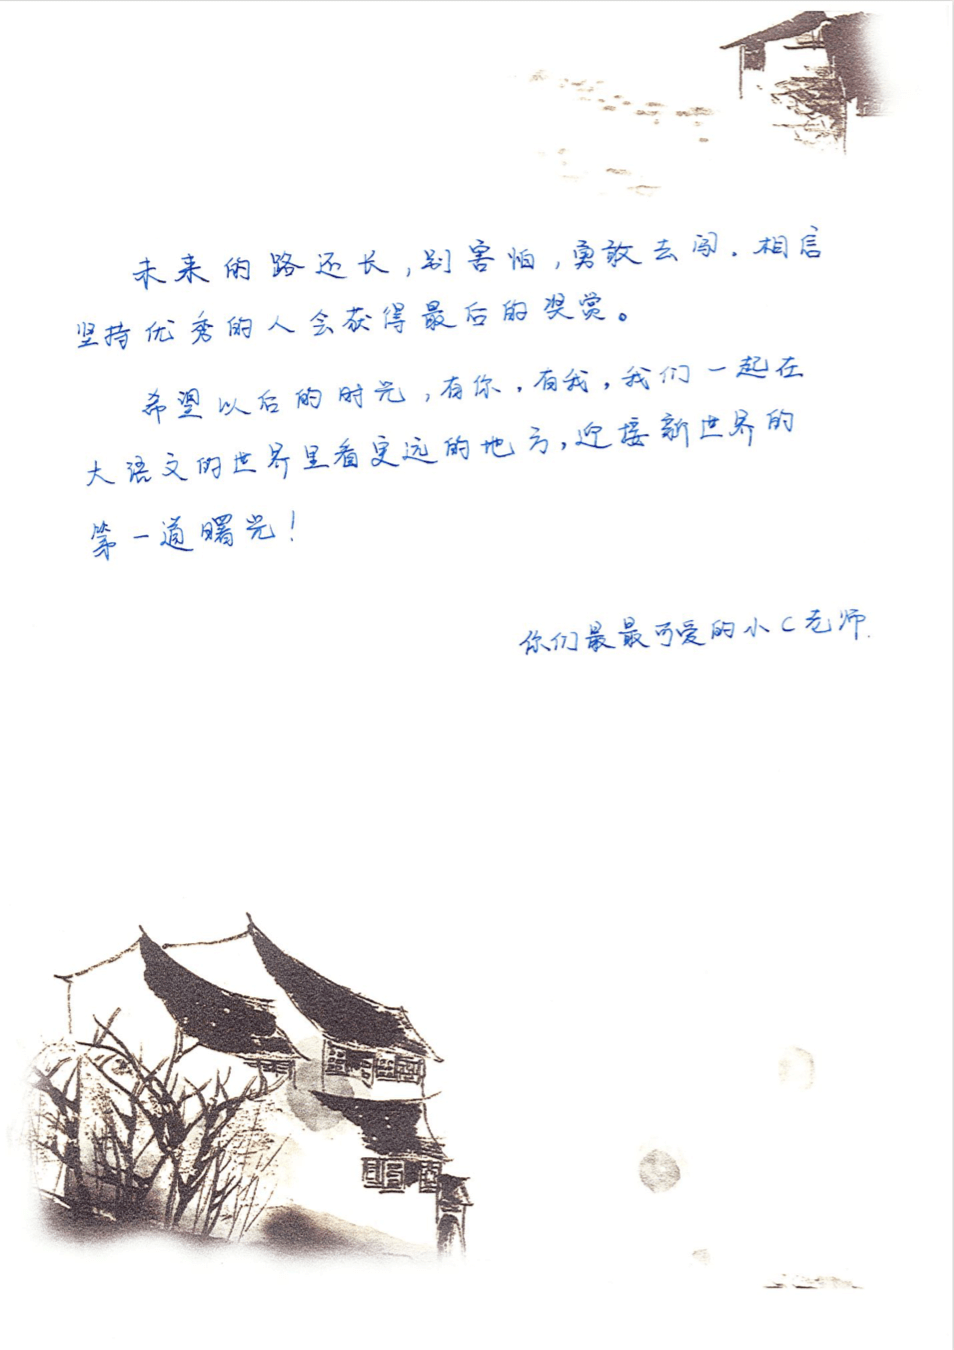 未来的路还长,别害怕,勇敢去闯.相信
坚持优秀的人会获得最后的奖赏。
希望以后的时光,有你,有我,我们一起在
大语文的世界里看更远的地方,迎接新世界的
第一道曙光!
你们最最可爱的小C老师.